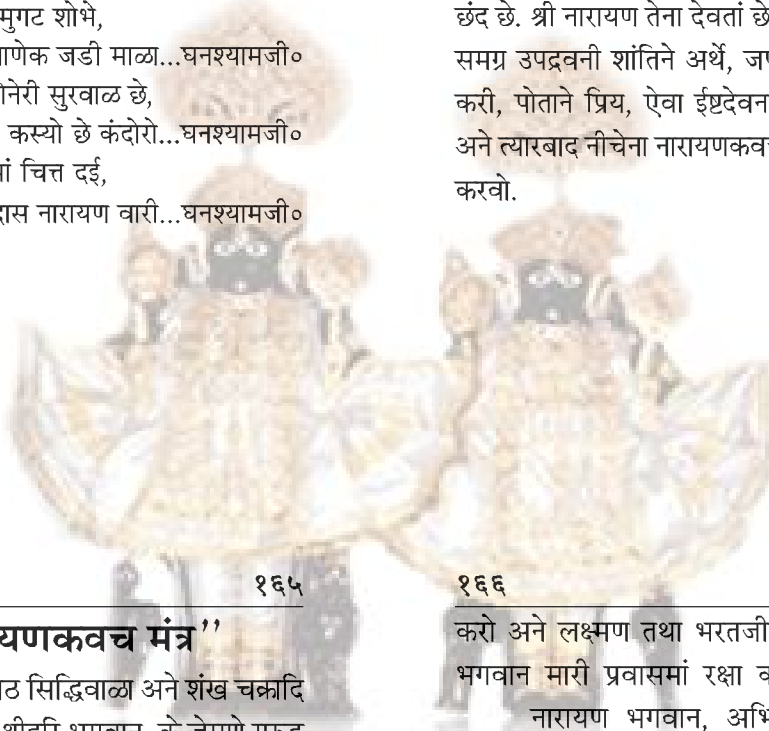 मुगट शोभे,
माणेक जडी माळा...घनश्यामजी०
सोनेरी सुरवाळ छे,
कस्यो छे कंदोरो...घनश्यामजी०
मां चित्त दई,
दास नारायण वारी...घनश्यामजी०
१६५
यणकवच मंत्र’’
सिद्धिवाळा अने शंख चक्रादि
छंद छे. श्री नारायण तेना देवतां छे
समग्र उपद्रवनी शांतिने अर्थे, जप
करी, पोताने प्रिय, ऐवा ईष्टदेवन
अने त्यारबाद नीचेना नारायणकवच
करवो.
१६६
करो अने लक्ष्मण तथा भरतजी
भगवान मारी प्रवासमां रक्षा क
नारायण भगवान,